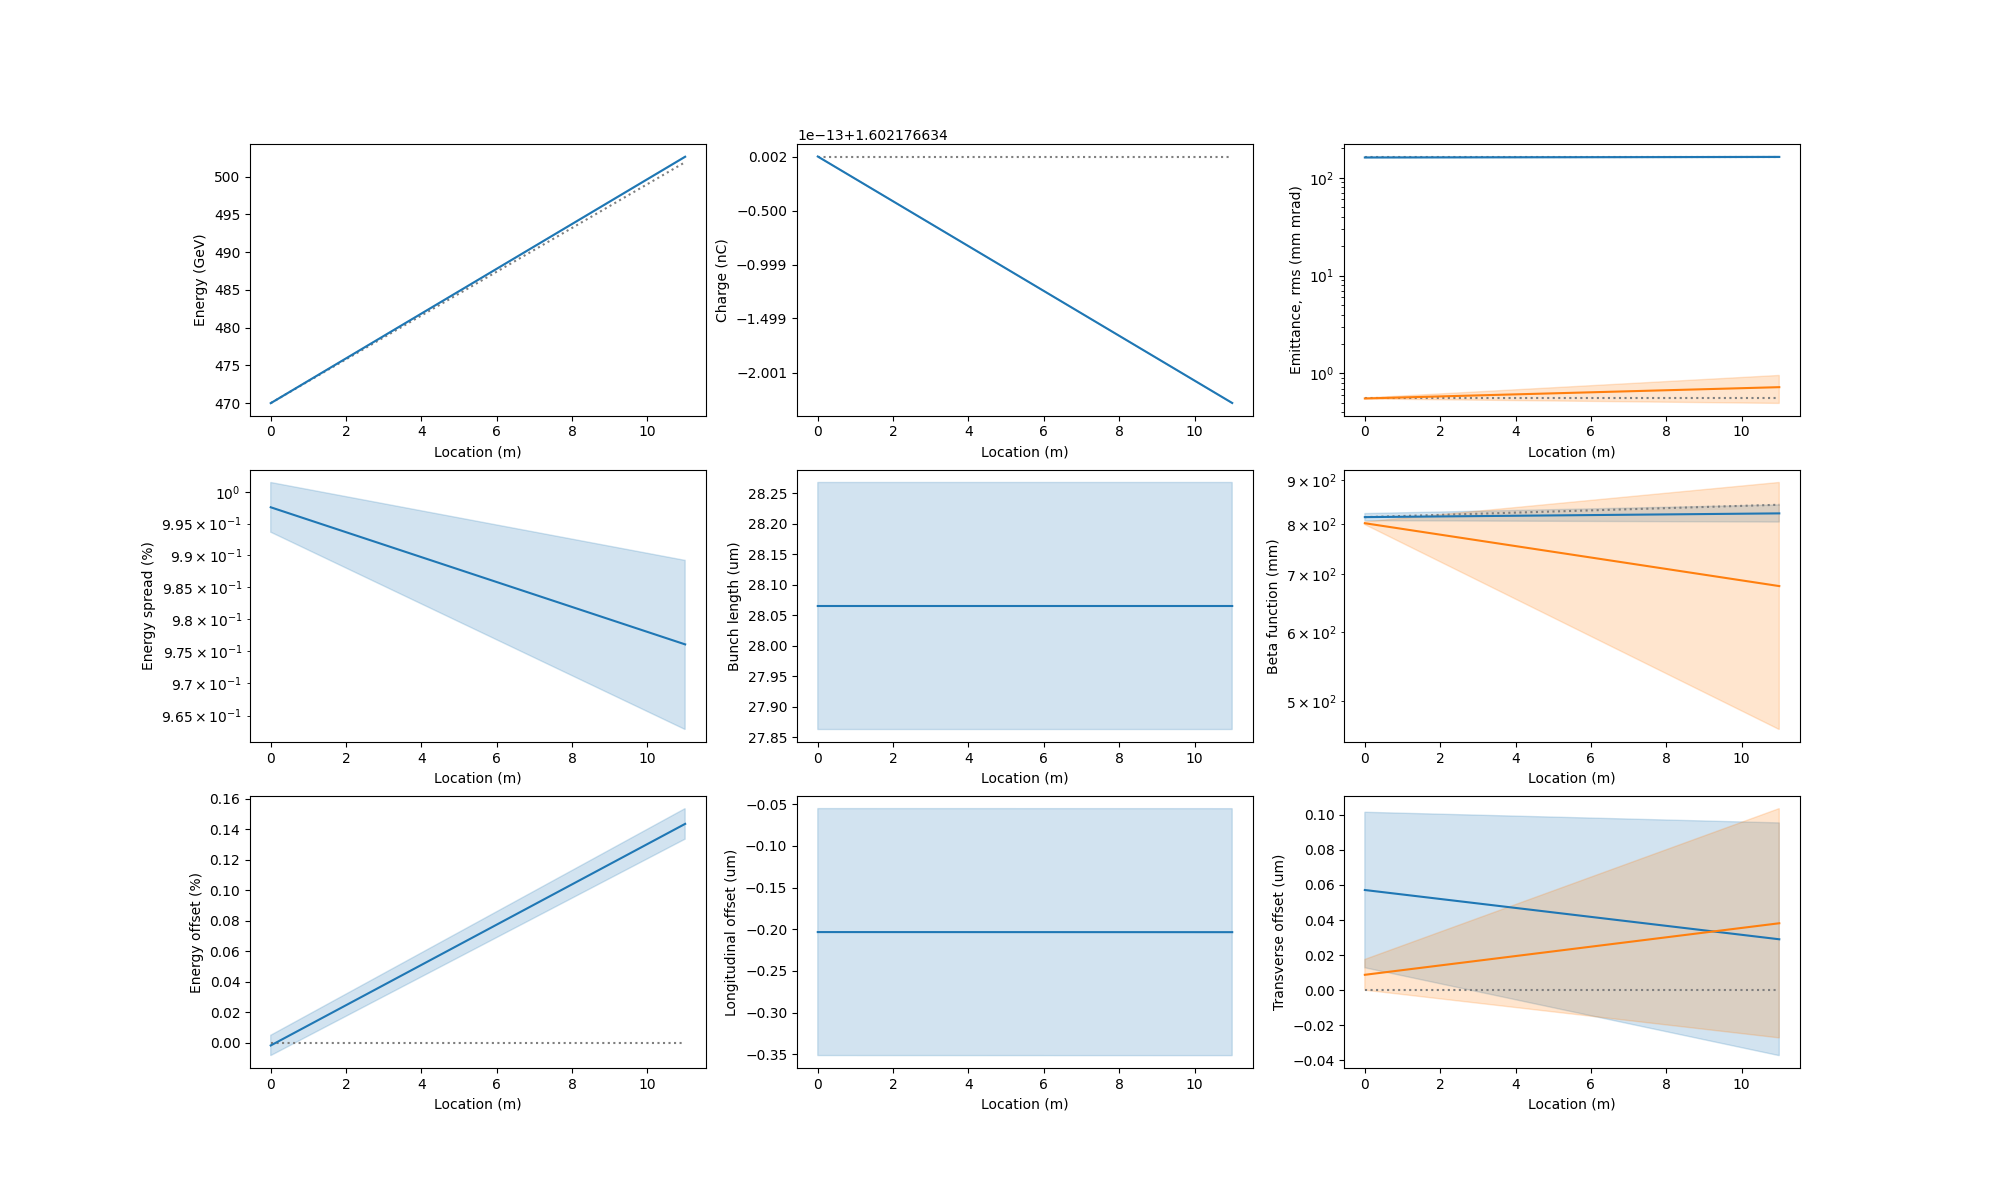 1e−13+1.602176634
500
495
490
485
480
475
470
Energy (GeV)
0 2 4 6 8 10
Location (m)
0.002
−0.500
−0.999
−1.499
−2.001
Charge (nC)
0 2 4 6 8 10
Location (m)
10²
10¹
10⁰
Emittance, rms (mm mrad)
0 2 4 6 8 10
Location (m)
10⁰
9.95 × 10⁻¹
9.9 × 10⁻¹
9.85 × 10⁻¹
9.8 × 10⁻¹
9.75 × 10⁻¹
9.7 × 10⁻¹
9.65 × 10⁻¹
Energy spread (%)
0 2 4 6 8 10
Location (m)
28.25
28.20
28.15
28.10
28.05
28.00
27.95
27.90
27.85
Bunch length (um)
0 2 4 6 8 10
Location (m)
9 × 10²
8 × 10²
7 × 10²
6 × 10²
5 × 10²
Beta function (mm)
0 2 4 6 8 10
Location (m)
0.16
0.14
0.12
0.10
0.08
0.06
0.04
0.02
0.00
Energy offset (%)
0 2 4 6 8 10
Location (m)
−0.05
−0.10
−0.15
−0.20
−0.25
−0.30
−0.35
Longitudinal offset (um)
0 2 4 6 8 10
Location (m)
0.10
0.08
0.06
0.04
0.02
0.00
−0.02
−0.04
Transverse offset (um)
0 2 4 6 8 10
Location (m)